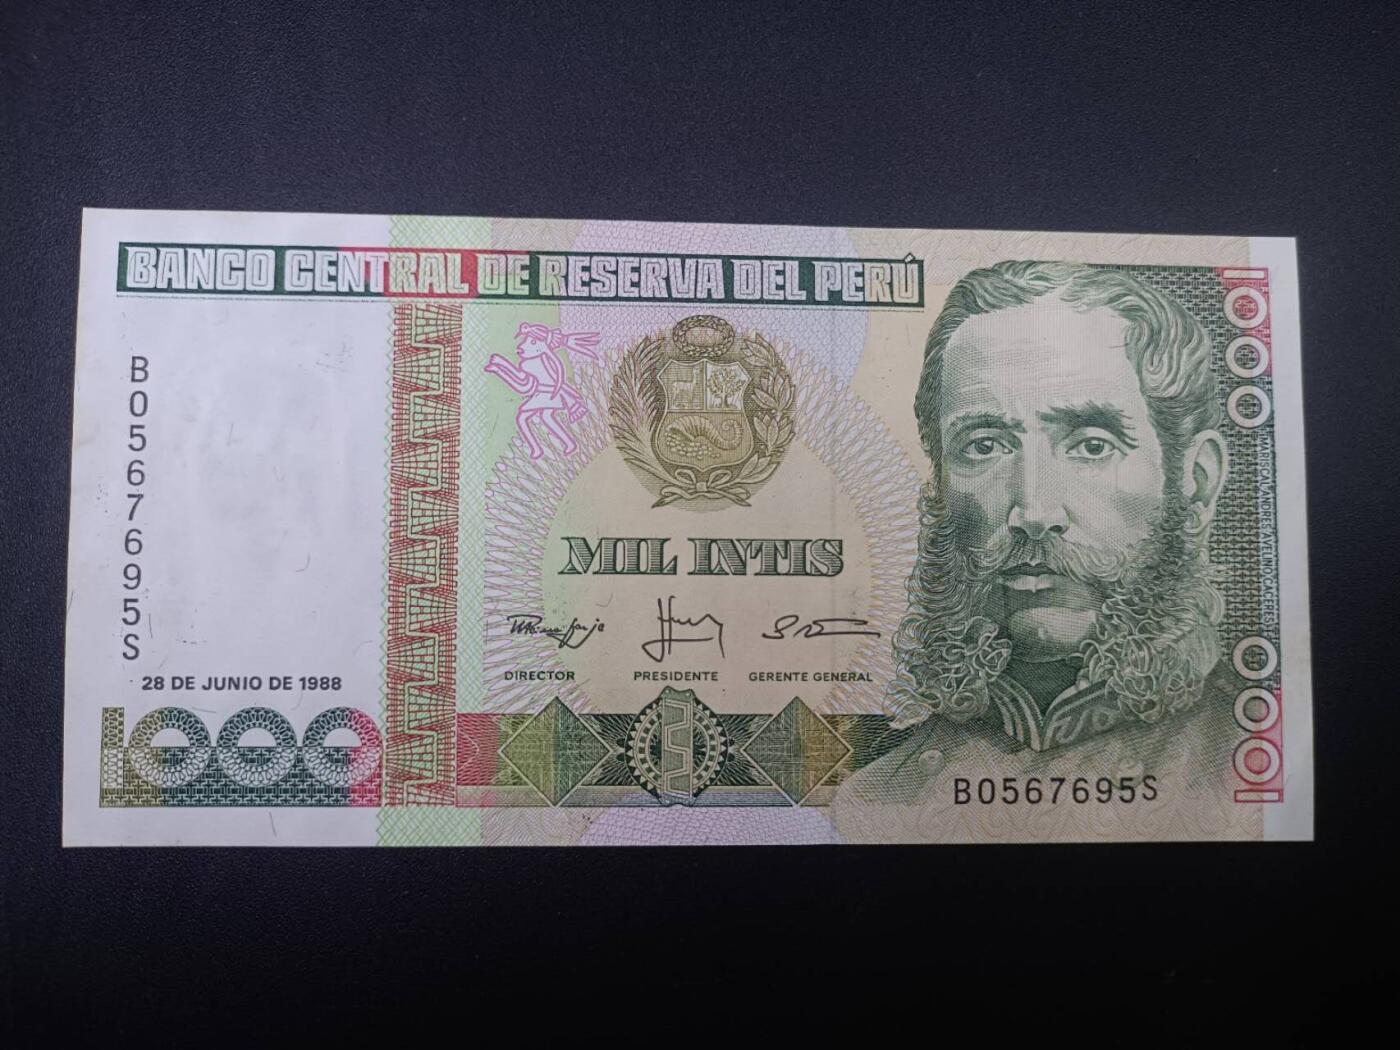 BANCO CENTRAL DE RESERVA DEL PERÚ
B0567695S
MIL INTIS
DIRECTOR PRESIDENTE GERENTE GENERAL
28 DE JUNIO DE 1988
1000
1000
MARISCAL ANDRES AVELINO CACERES
B0567695S